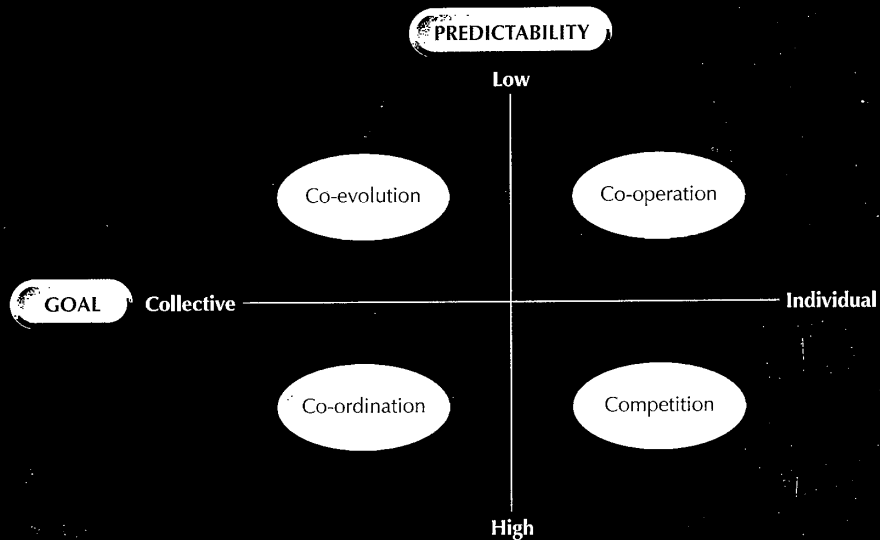 PREDICTABILITY
Low
Co-evolution
Co-operation
GOAL
Collective
Individual
Co-ordination
Competition
High